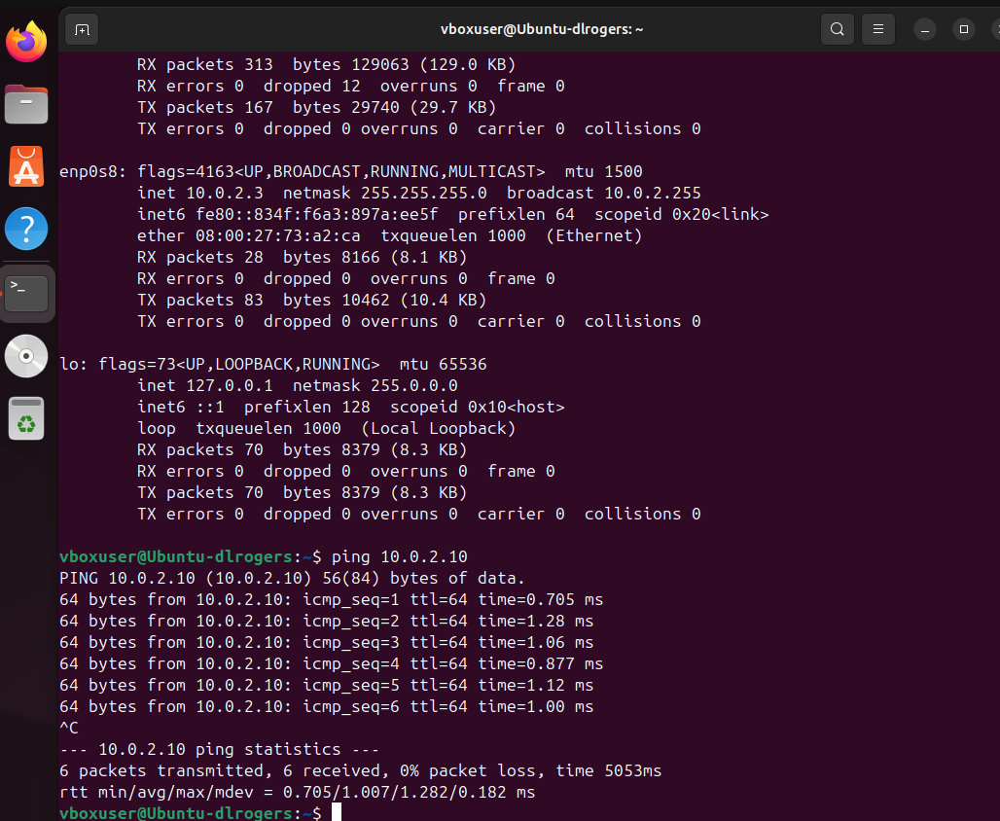 vboxuser@Ubuntu-dlrogers: ~
RX packets 313  bytes 129063 (129.0 KB)
RX errors 0  dropped 12  overruns 0  frame 0
TX packets 167  bytes 29740 (29.7 KB)
TX errors 0  dropped 0 overruns 0  carrier 0  collisions 0
enp0s8: flags=4163<UP,BROADCAST,RUNNING,MULTICAST>  mtu 1500
inet 10.0.2.3  netmask 255.255.255.0  broadcast 10.0.2.255
inet6 fe80::834f:f6a3:897a:ee5f  prefixlen 64  scopeid 0x20<link>
ether 08:00:27:73:a2:ca  txqueuelen 1000  (Ethernet)
RX packets 28  bytes 8166 (8.1 KB)
RX errors 0  dropped 0  overruns 0  frame 0
TX packets 83  bytes 10462 (10.4 KB)
TX errors 0  dropped 0 overruns 0  carrier 0  collisions 0
lo: flags=73<UP,LOOPBACK,RUNNING>  mtu 65536
inet 127.0.0.1  netmask 255.0.0.0
inet6 ::1  prefixlen 128  scopeid 0x10<host>
loop  txqueuelen 1000  (Local Loopback)
RX packets 70  bytes 8379 (8.3 KB)
RX errors 0  dropped 0  overruns 0  frame 0
TX packets 70  bytes 8379 (8.3 KB)
TX errors 0  dropped 0 overruns 0  carrier 0  collisions 0
vboxuser@Ubuntu-dlrogers:~$ ping 10.0.2.10
PING 10.0.2.10 (10.0.2.10) 56(84) bytes of data.
64 bytes from 10.0.2.10: icmp_seq=1 ttl=64 time=0.705 ms
64 bytes from 10.0.2.10: icmp_seq=2 ttl=64 time=1.28 ms
64 bytes from 10.0.2.10: icmp_seq=3 ttl=64 time=1.06 ms
64 bytes from 10.0.2.10: icmp_seq=4 ttl=64 time=0.877 ms
64 bytes from 10.0.2.10: icmp_seq=5 ttl=64 time=1.12 ms
64 bytes from 10.0.2.10: icmp_seq=6 ttl=64 time=1.00 ms
^C
--- 10.0.2.10 ping statistics ---
6 packets transmitted, 6 received, 0% packet loss, time 5053ms
rtt min/avg/max/mdev = 0.705/1.007/1.282/0.182 ms
vboxuser@Ubuntu-dlrogers:~$